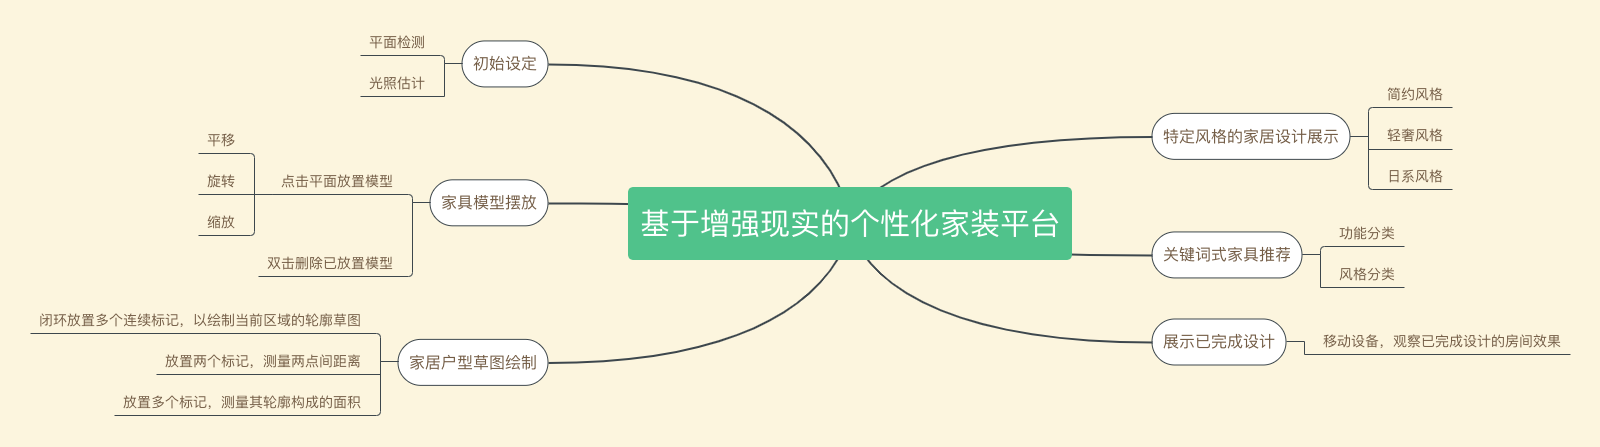 基于增强现实的个性化家装平台
初始设定
平面检测
光照估计
家具模型摆放
点击平面放置模型
平移
旋转
缩放
双击删除已放置模型
家居户型草图绘制
闭环放置多个连续标记，以绘制当前区域的轮廓草图
放置两个标记，测量两点间距离
放置多个标记，测量其轮廓构成的面积
特定风格的家居设计展示
简约风格
轻奢风格
日系风格
关键词式家具推荐
功能分类
风格分类
展示已完成设计
移动设备，观察已完成设计的房间效果